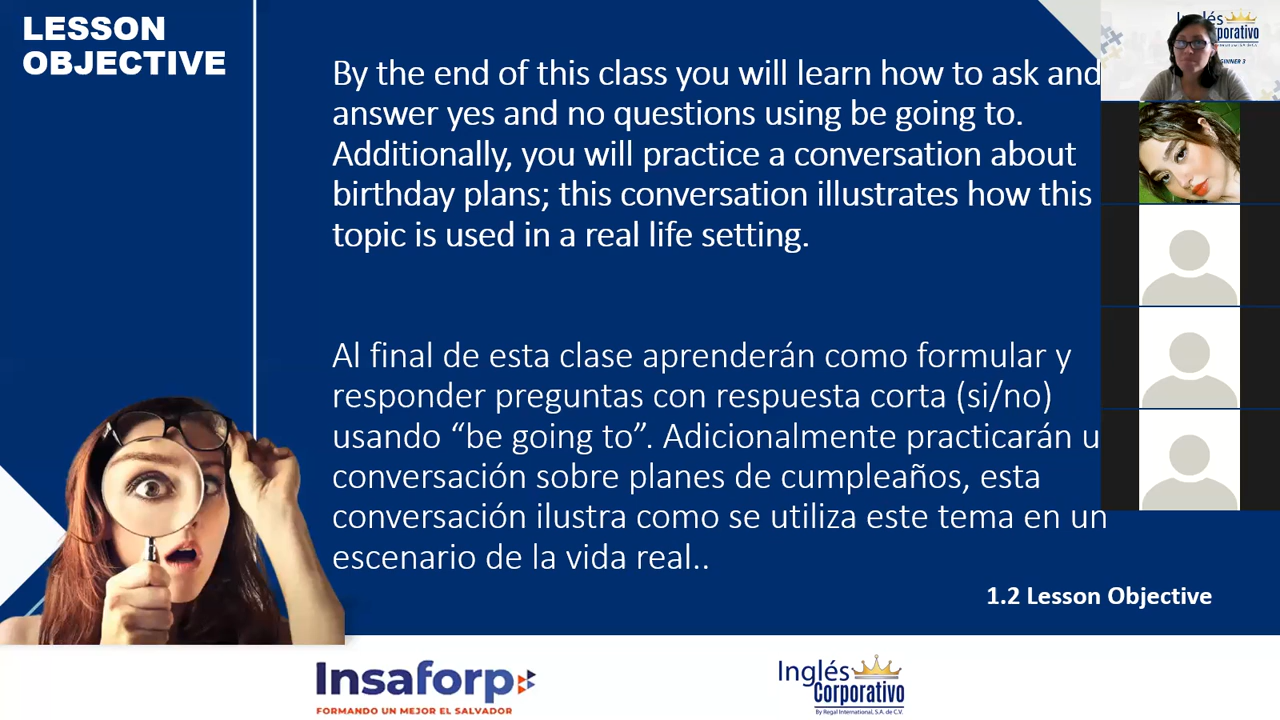 LESSON
OBJECTIVE
By the end of this class you will learn how to ask and
answer yes and no questions using be going to.
Additionally, you will practice a conversation about
birthday plans; this conversation illustrates how this
topic is used in a real life setting.
Al final de esta clase aprenderán como formular y
responder preguntas con respuesta corta (si/no)
usando “be going to”. Adicionalmente practicarán u
conversación sobre planes de cumpleaños, esta
conversación ilustra como se utiliza este tema en un
escenario de la vida real..
1.2 Lesson Objective
Insaforp
FORMANDO UN MEJOR EL SALVADOR
Inglés
Corporativo
By Regal International, S.A. de C.V.